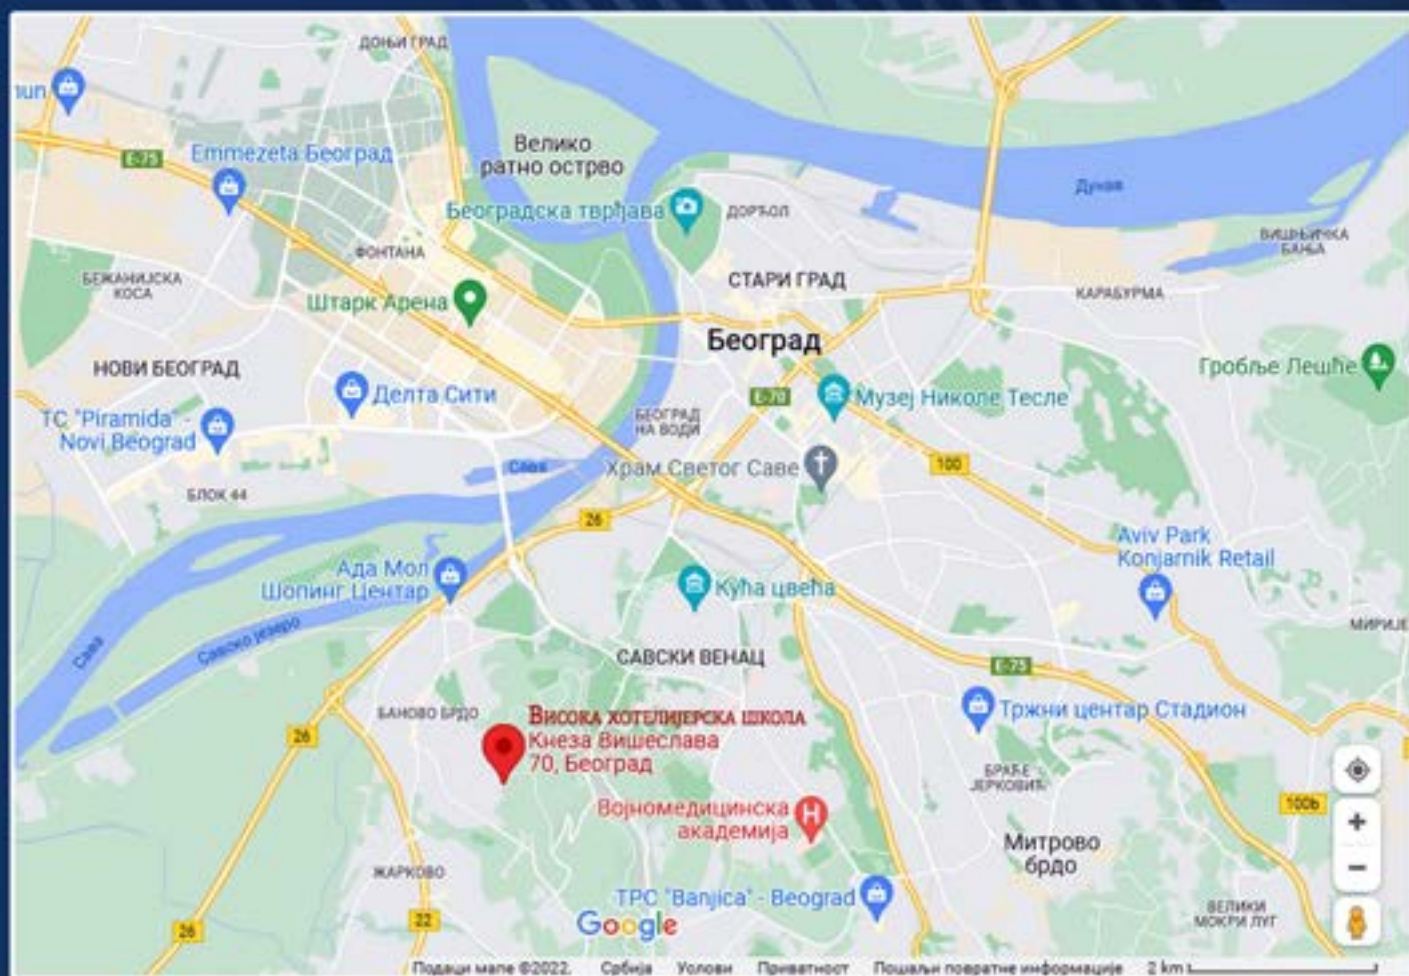 ДОЊИ ГРАД
Велико
ратно острво
E-75
Emmezeta Београд
Београдска тврђава
ДОРЋОЛ
Дунав
ВИШЊИЧКА
БАЊА
ФОНТАНА
БЕЖАНИЈСКА
КОСА
СТАРИ ГРАД
КАРАБУРМА
Штарк Арена
Београд
НОВИ БЕОГРАД
Гробље Лешће
Делта Сити
E-70
Музеј Николе Тесле
ТС "Piramida" -
Novi Beograd
БЕОГРАД
НА ВОДИ
Сава
Храм Светог Саве
100
БЛОК 44
26
Aviv Park
Konjarnik Retail
Ада Мол
Шопинг Центар
Кућа цвећа
Сава
Савско језеро
МИРИЈЕ
САВСКИ ВЕНАЦ
E-75
БАНОВО БРДО
ВИСОКА ХОТЕЛИЈЕРСКА ШКОЛА
Кнеза Вишеслава
70, Београд
Тржни центар Стадион
26
БРАЋЕ
ЈЕРКОВИЋ
Војномедицинска
академија
100б
Митрово
брдо
ЖАРКОВО
ТРС "Banjica" - Beograd
22
26
Google
ВЕЛИКИ
МОКРИ ЛУГ
Подаци мапе ©2022. Србија Услови Приватност Пошаљи повратне информације 2 km